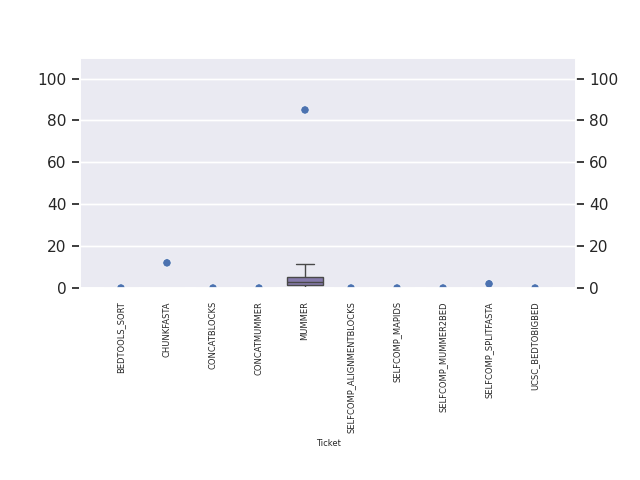 100
100
80
80
60
60
40
40
20
20
0
0
BEDTOOLS_SORT
CHUNKFASTA
CONCATBLOCKS
CONCATMUMMER
MUMMER
SELFCOMP_ALIGNMENTBLOCKS
SELFCOMP_MAPIDS
SELFCOMP_MUMMER2BED
SELFCOMP_SPLITFASTA
UCSC_BEDTOBIGBED
Ticket